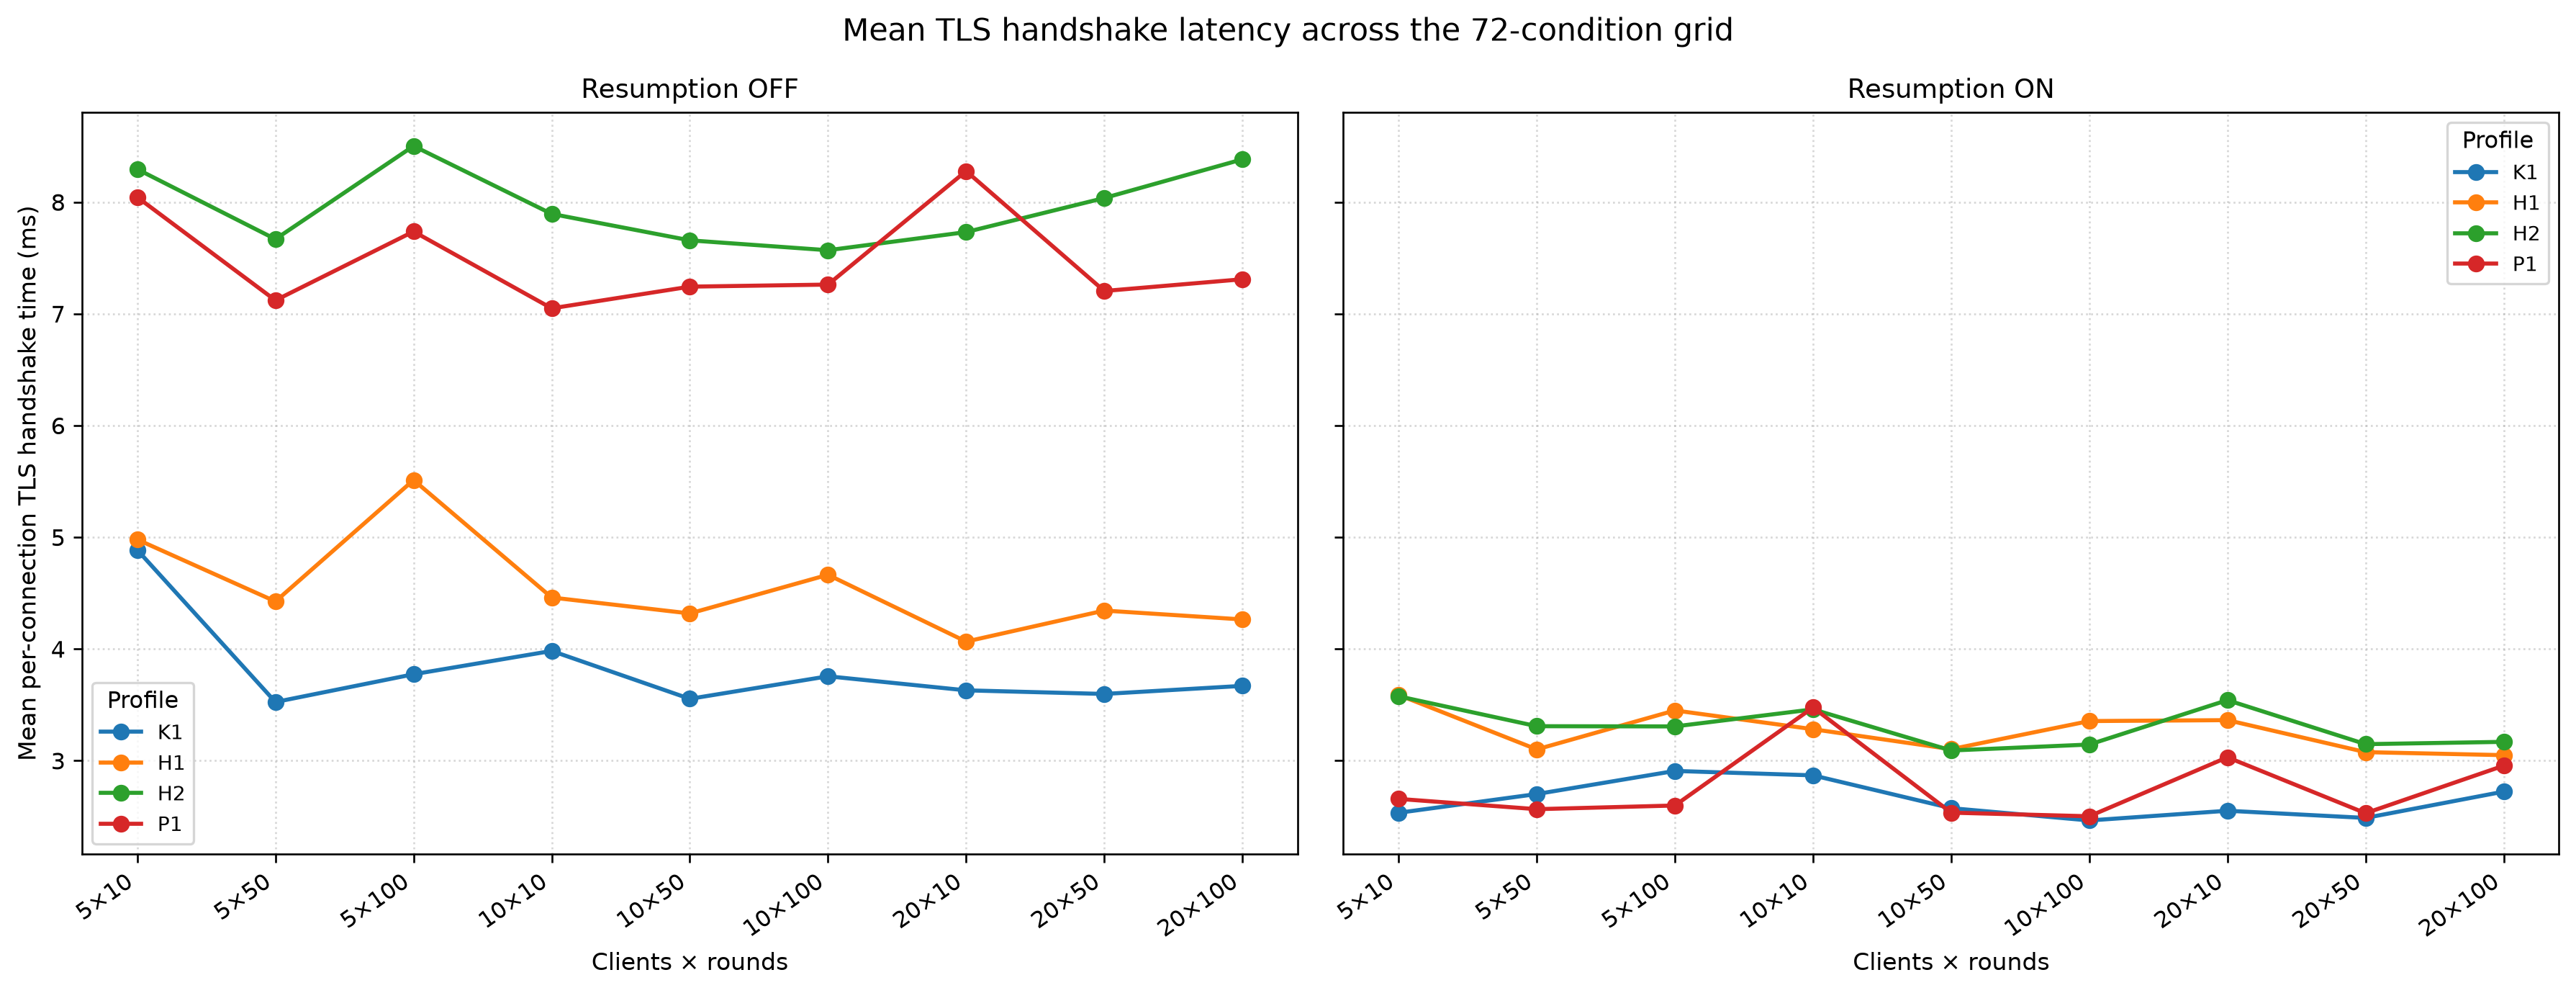 Mean TLS handshake latency across the 72-condition grid
Resumption OFF
Mean per-connection TLS handshake time (ms)
8
7
6
5
4
3
Profile
K1
H1
H2
P1
5×10
5×50
5×100
10×10
10×50
10×100
20×10
20×50
20×100
Clients × rounds
Resumption ON
Profile
K1
H1
H2
P1
5×10
5×50
5×100
10×10
10×50
10×100
20×10
20×50
20×100
Clients × rounds